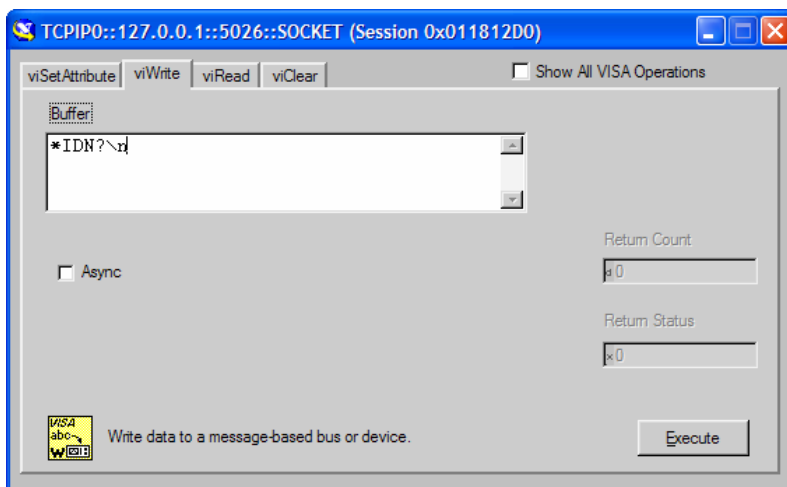 TCPIP0::127.0.0.1::5026::SOCKET (Session 0x011812D0)
viSetAttribute viWrite viRead viClear Show All VISA Operations
Buffer
*IDN?\n
Return Count
d 0
Async
Return Status
x 0
VISA
abc
W
Write data to a message-based bus or device.
Execute